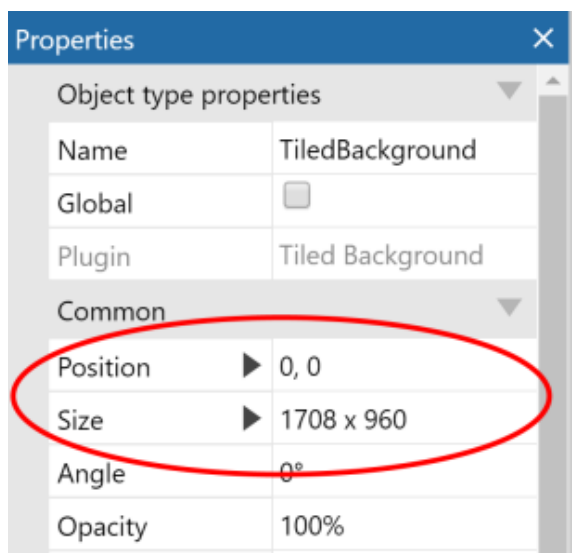 Properties
Object type properties
Name TiledBackground
Global
Plugin Tiled Background
Common
Position 0, 0
Size 1708 x 960
Angle 0°
Opacity 100%